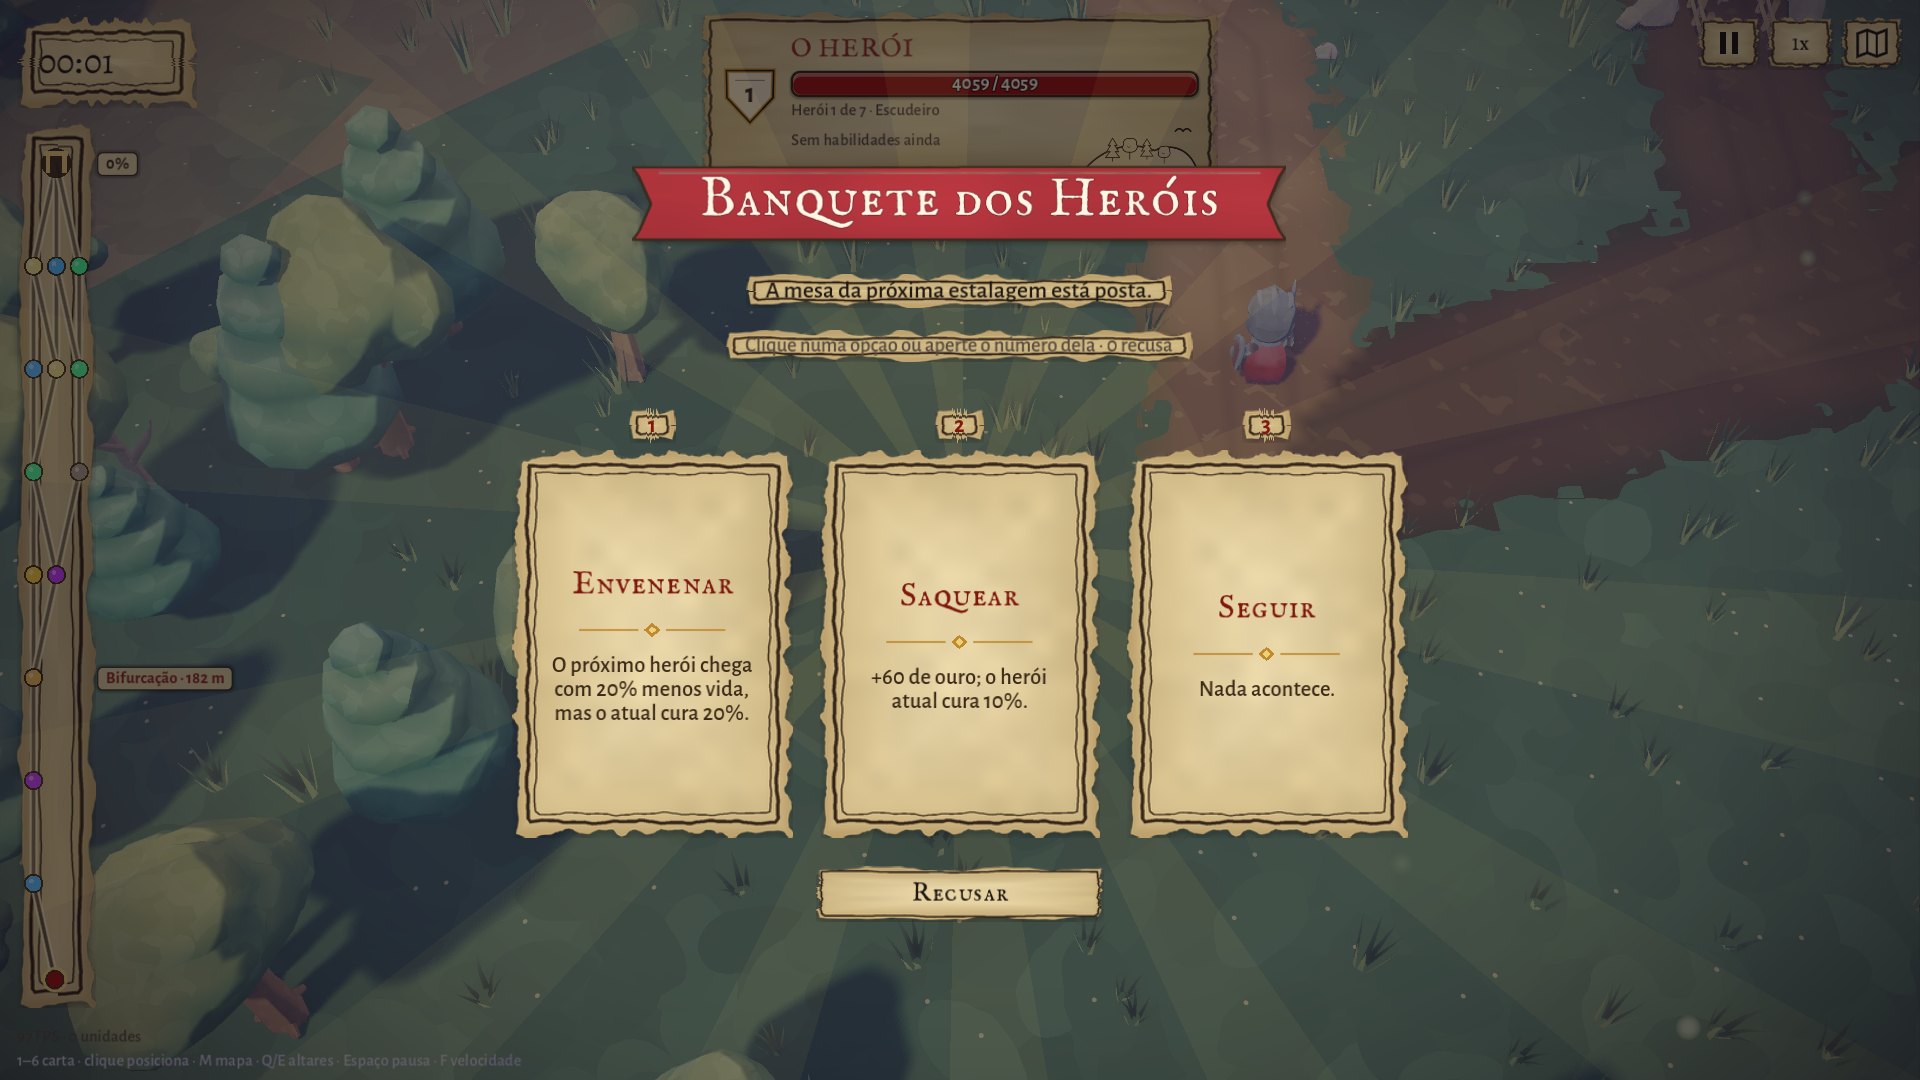 00:01
O HERÓI
4059 / 4059
1
Herói 1 de 7 · Escudeiro
Sem habilidades ainda
1x
0%
BANQUETE DOS HERÓIS
A mesa da próxima estalagem está posta.
Clique numa opção ou aperte o número dela · 0 recusa
1
2
3
ENVENENAR
O próximo herói chega
com 20% menos vida,
mas o atual cura 20%.
SAQUEAR
+60 de ouro; o herói
atual cura 10%.
SEGUIR
Nada acontece.
Bifurcação · 182 m
RECUSAR
unidades
1–6 carta · clique posiciona · M mapa · Q/E altares · Espaço pausa · F velocidade